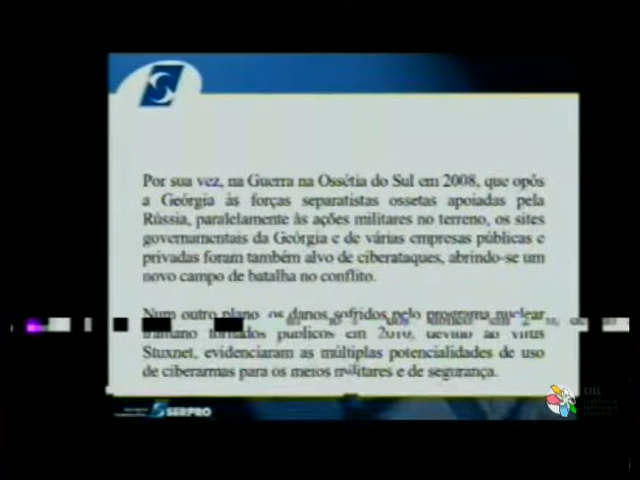 Por sua vez, na Guerra na Ossétia do Sul em 2008, que opôs
a Geórgia às forças separatistas ossetas apoiadas pela
Rússia, paralelamente às ações militares no terreno, os sites
governamentais da Geórgia e de várias empresas públicas e
privadas foram também alvo de ciberataques, abrindo-se um
novo campo de batalha no conflito.
Num outro plano, os danos sofridos pelo programa nuclear
iraniano tornados públicos em 2010, devido ao vírus
Stuxnet, evidenciaram as múltiplas potencialidades de uso
de ciberarmas para os meios militares e de segurança.
SERPRO